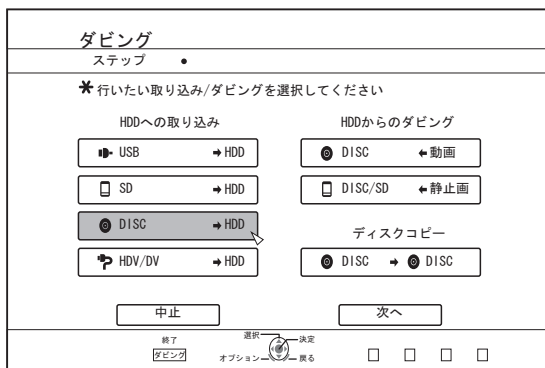 ダビング
ステップ
行いたい取り込み/ダビングを選択してください
HDDへの取り込み
USB → HDD
SD → HDD
DISC → HDD
HDV/DV → HDD
HDDからのダビング
DISC ← 動画
DISC/SD ← 静止画
ディスクコピー
DISC → DISC
中止
次へ
終了
ダビング
選択
決定
オプション
戻る